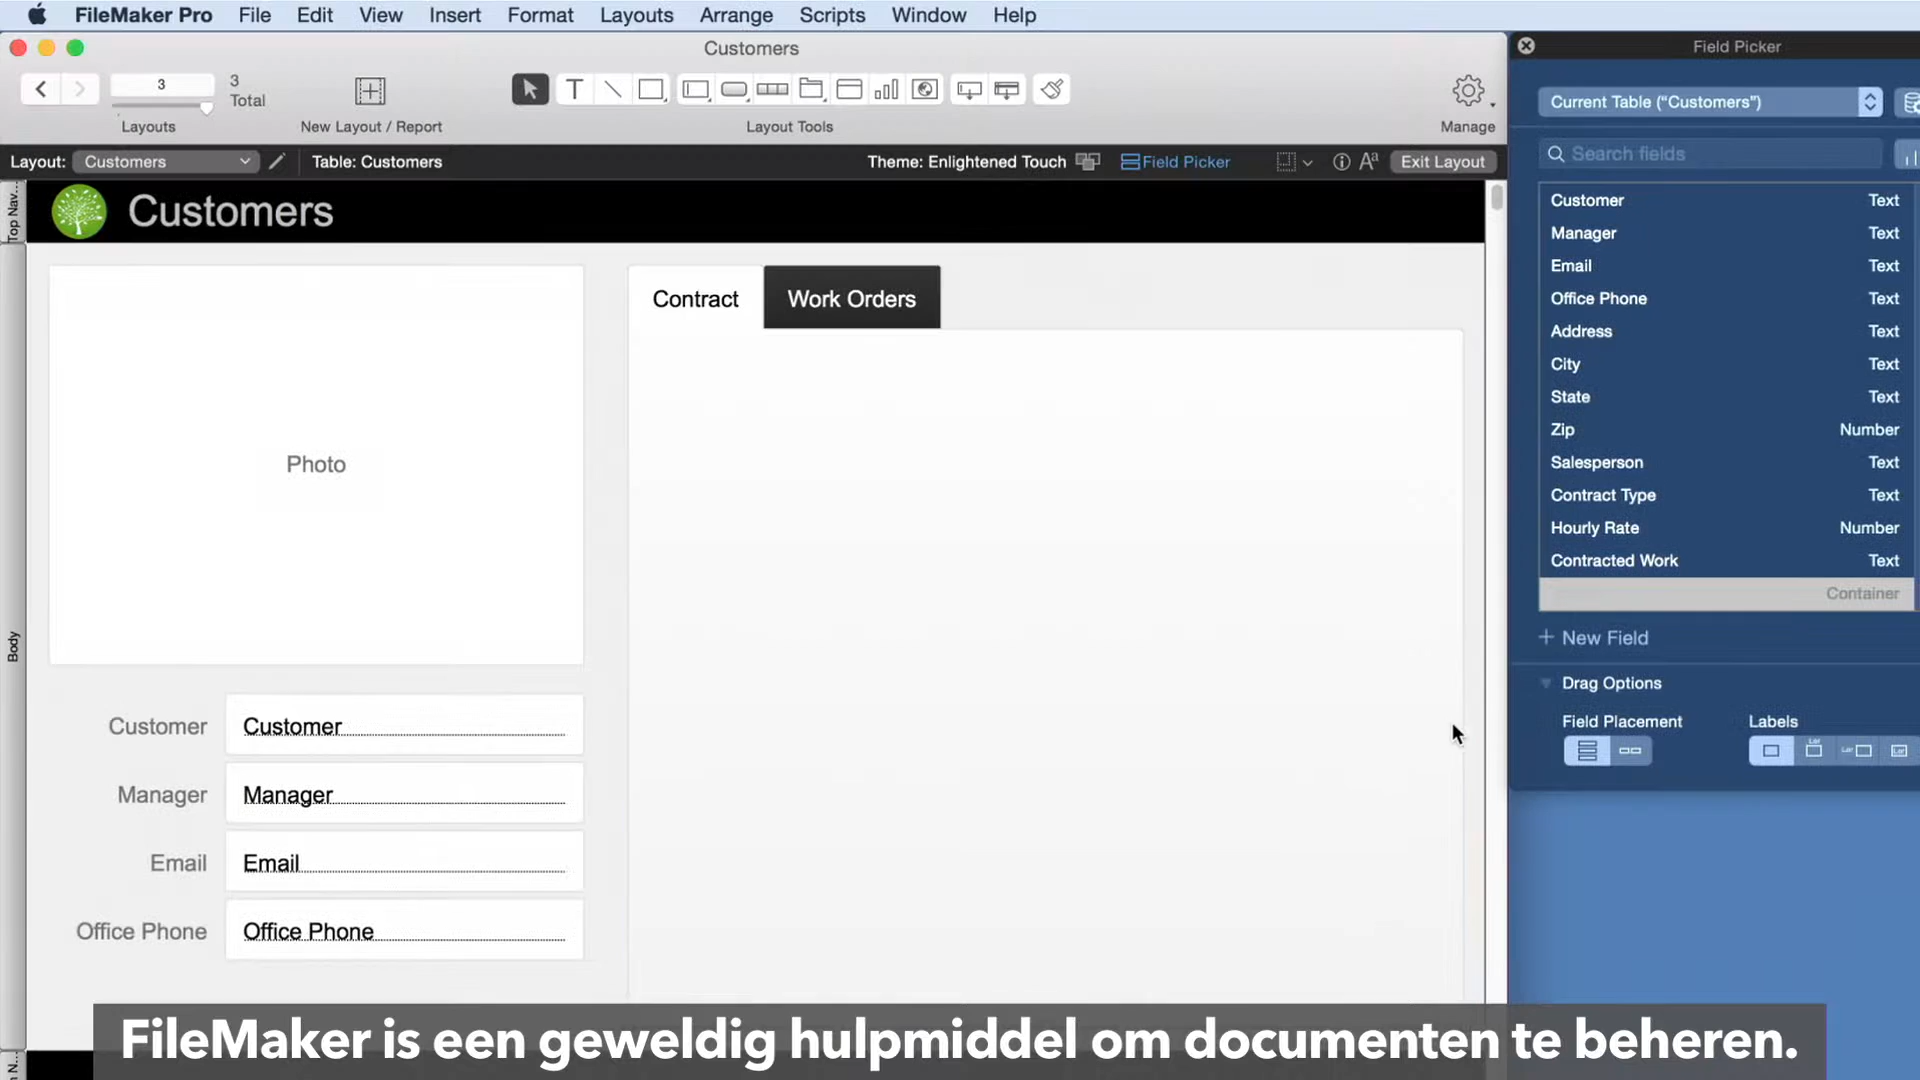 FileMaker Pro File Edit View Insert Format Layouts Arrange Scripts Window Help
Customers
3
3
Total
Layouts
New Layout / Report
Layout Tools
Manage
Layout: Customers
Table: Customers
Theme: Enlightened Touch
Field Picker
Aª
Exit Layout
Top Nav...
Customers
Body
Photo
Contract
Work Orders
Customer Customer
Manager Manager
Email Email
Office Phone Office Phone
Field Picker
Current Table ("Customers")
Search fields
Customer Text
Manager Text
Email Text
Office Phone Text
Address Text
City Text
State Text
Zip Number
Salesperson Text
Contract Type Text
Hourly Rate Number
Contracted Work Text
Container
+ New Field
Drag Options
Field Placement
Labels
FileMaker is een geweldig hulpmiddel om documenten te beheren.